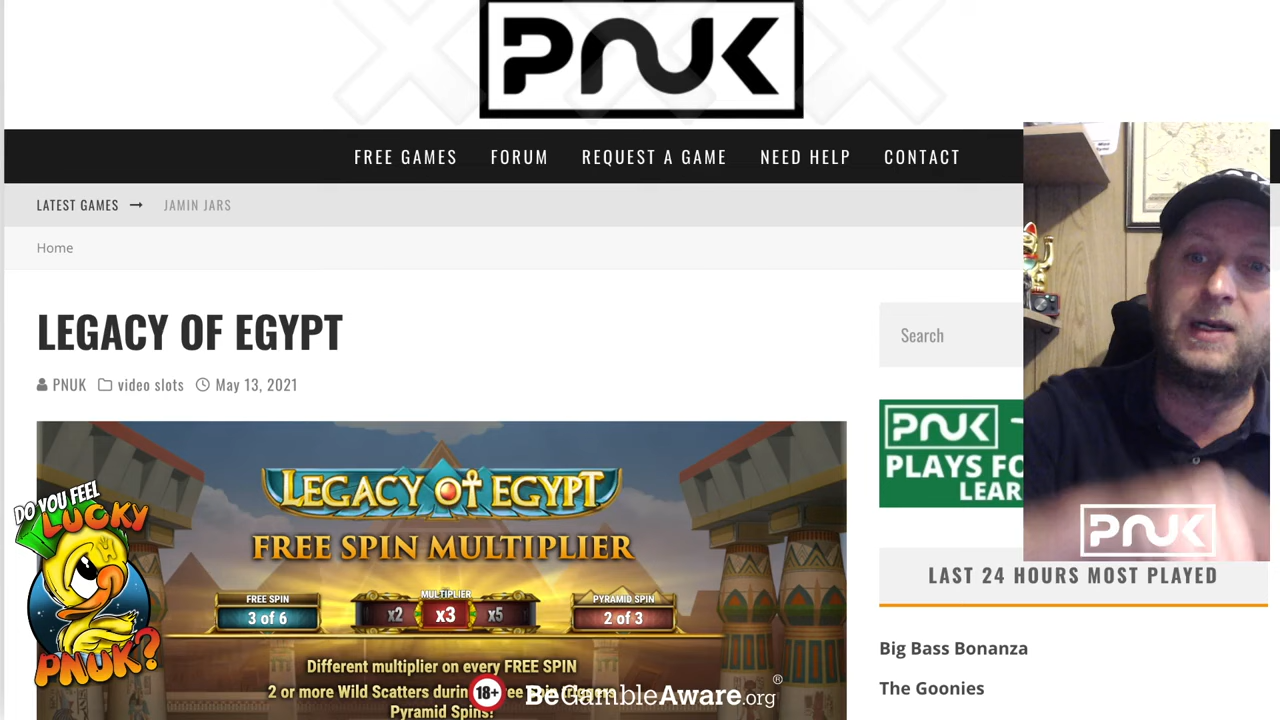 PNUK
FREE GAMES FORUM REQUEST A GAME NEED HELP CONTACT
LATEST GAMES → JAMIN JARS
Home
LEGACY OF EGYPT
PNUK video slots May 13, 2021
Search
PNUK
PLAYS FO
LEAR
PNUK
LEGACY OF EGYPT
FREE SPIN MULTIPLIER
FREE SPIN MULTIPLIER PYRAMID SPIN
3 of 6 x2 x3 x5 2 of 3
Different multiplier on every FREE SPIN
2 or more Wild Scatters during Free Spin triggers
Pyramid Spins!
DO YOU FEEL
LUCKY
PNUK?
18+ BeGambleAware.org®
LAST 24 HOURS MOST PLAYED
Big Bass Bonanza
The Goonies